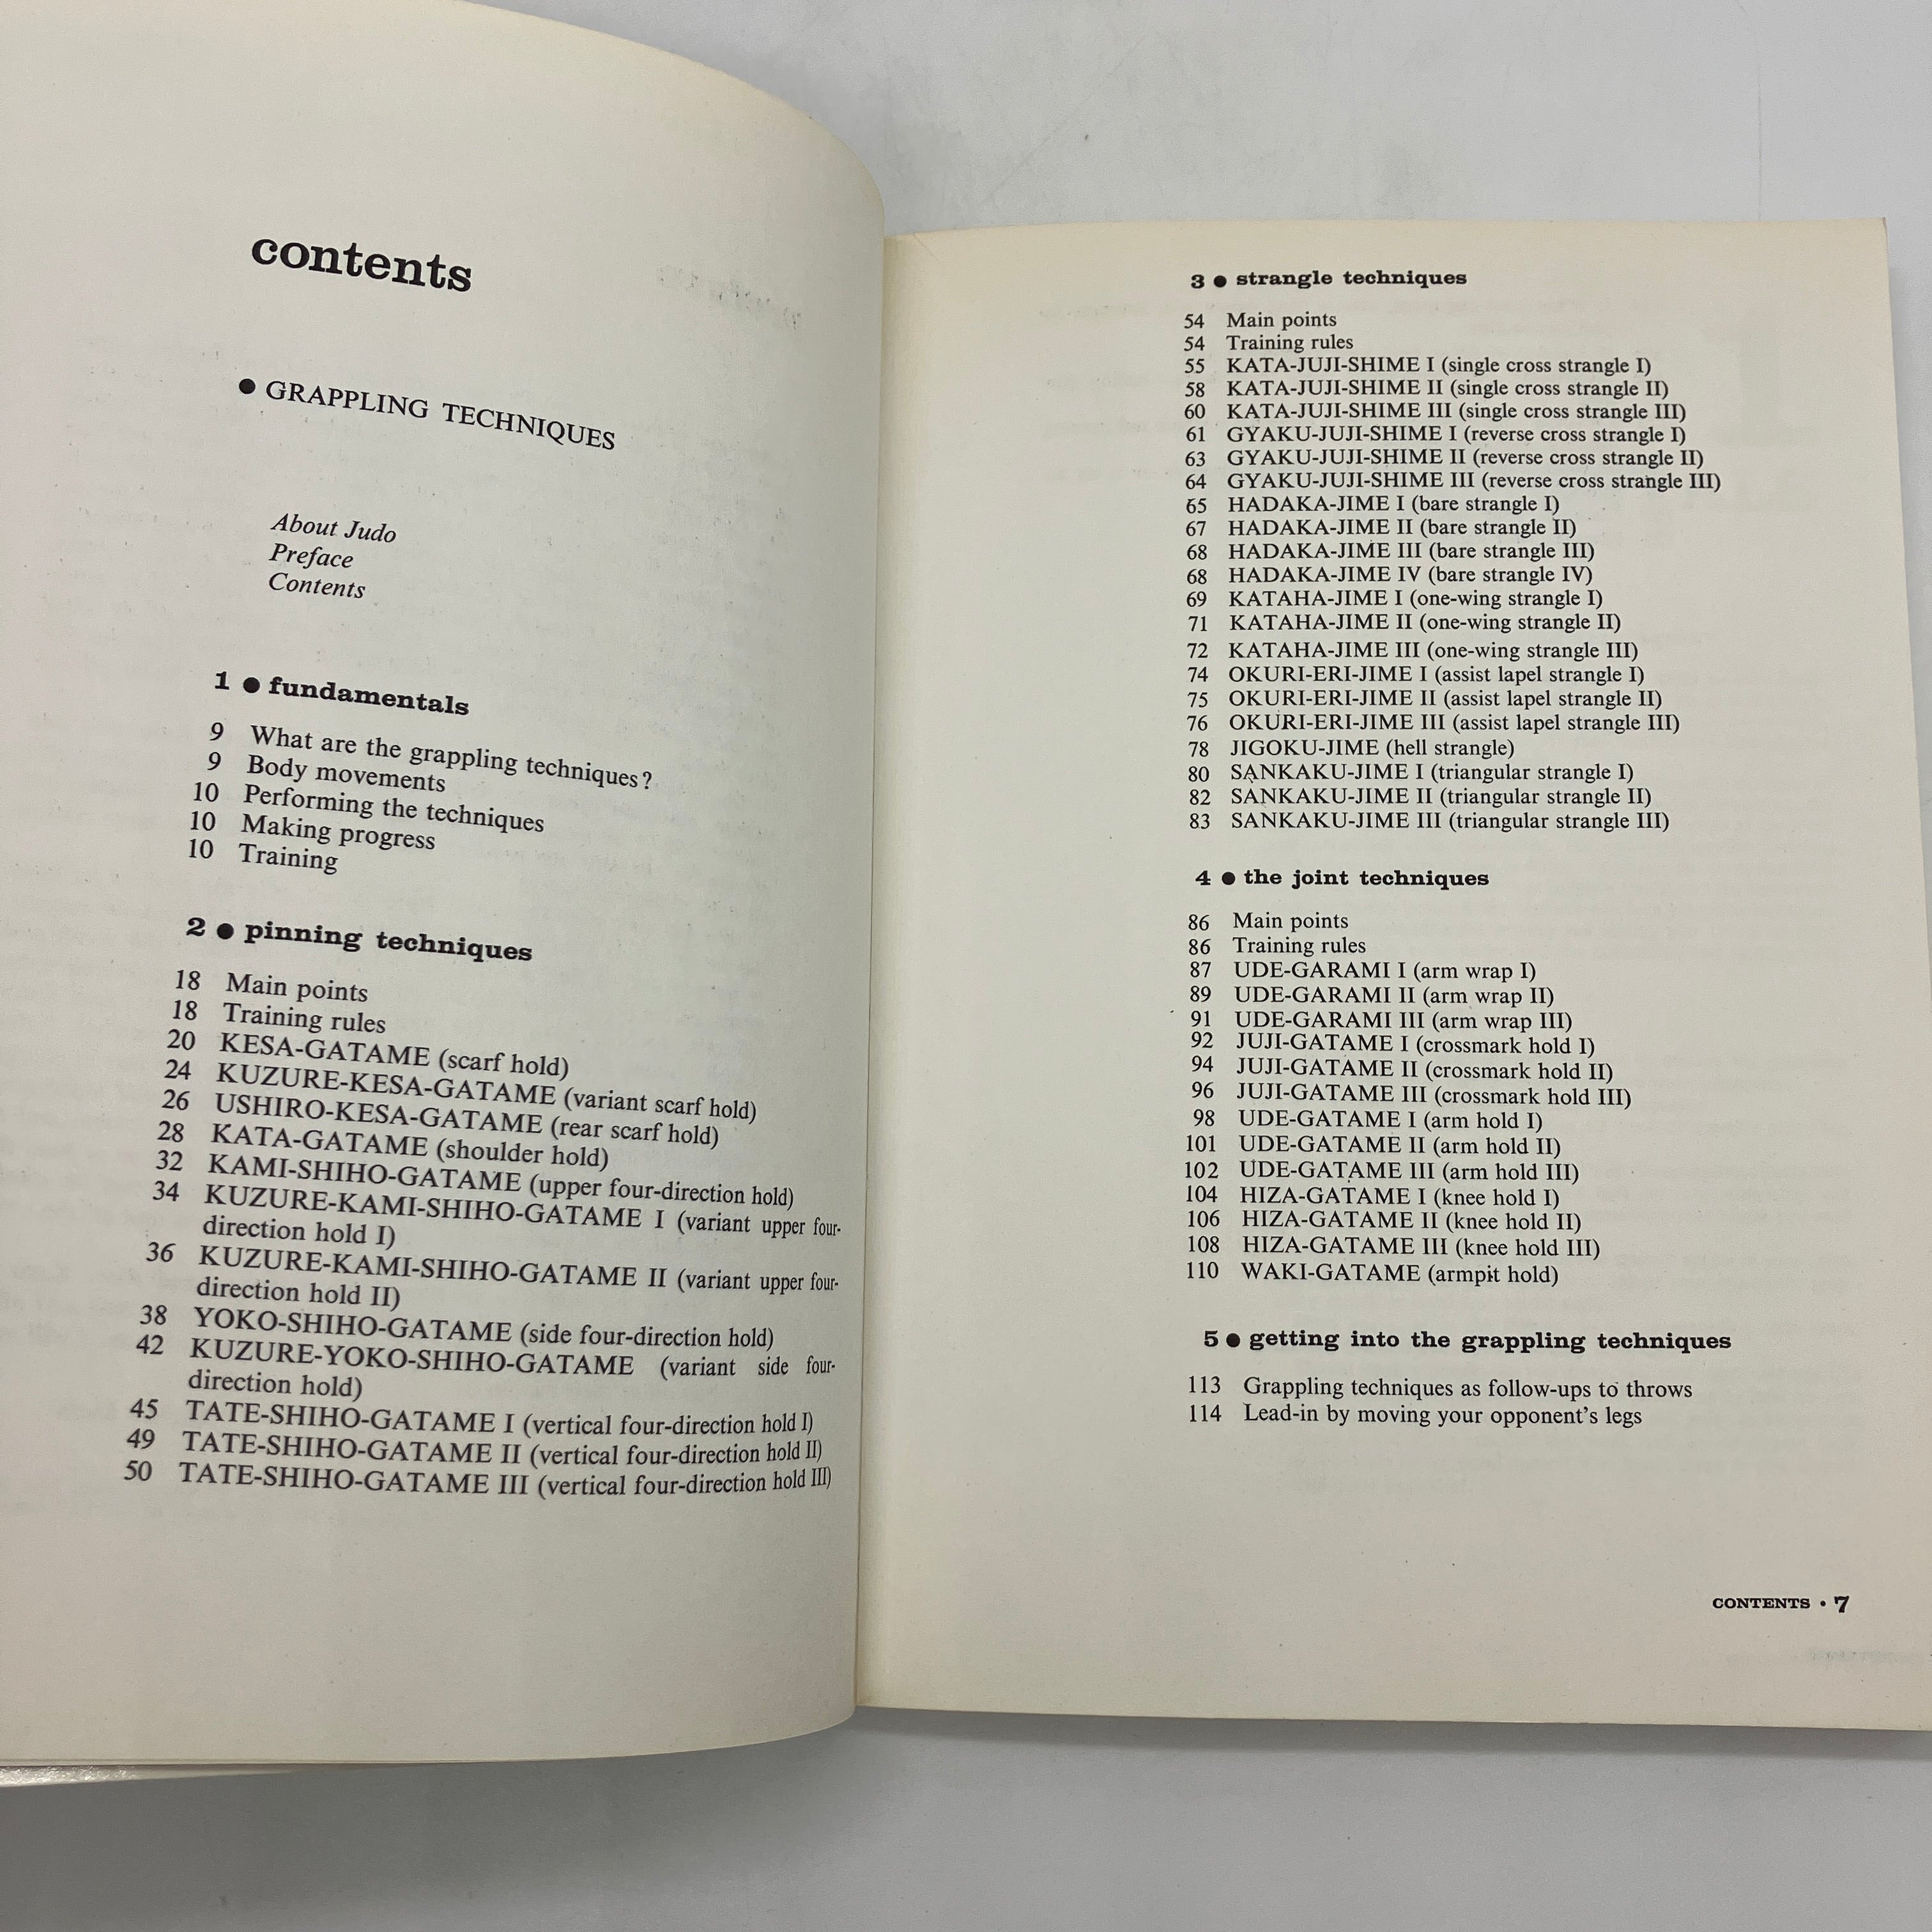 contents
● GRAPPLING TECHNIQUES
About Judo
Preface
Contents
1 ● fundamentals
9 What are the grappling techniques?
9 Body movements
10 Performing the techniques
10 Making progress
10 Training
2 ● pinning techniques
18 Main points
18 Training rules
20 KESA-GATAME (scarf hold)
24 KUZURE-KESA-GATAME (variant scarf hold)
26 USHIRO-KESA-GATAME (rear scarf hold)
28 KATA-GATAME (shoulder hold)
32 KAMI-SHIHO-GATAME (upper four-direction hold)
34 KUZURE-KAMI-SHIHO-GATAME I (variant upper four-
direction hold I)
36 KUZURE-KAMI-SHIHO-GATAME II (variant upper four-
direction hold II)
38 YOKO-SHIHO-GATAME (side four-direction hold)
42 KUZURE-YOKO-SHIHO-GATAME (variant side four-
direction hold)
45 TATE-SHIHO-GATAME I (vertical four-direction hold I)
49 TATE-SHIHO-GATAME II (vertical four-direction hold II)
50 TATE-SHIHO-GATAME III (vertical four-direction hold III)
3 ● strangle techniques
54 Main points
54 Training rules
55 KATA-JUJI-SHIME I (single cross strangle I)
58 KATA-JUJI-SHIME II (single cross strangle II)
60 KATA-JUJI-SHIME III (single cross strangle III)
61 GYAKU-JUJI-SHIME I (reverse cross strangle I)
63 GYAKU-JUJI-SHIME II (reverse cross strangle II)
64 GYAKU-JUJI-SHIME III (reverse cross strangle III)
65 HADAKA-JIME I (bare strangle I)
67 HADAKA-JIME II (bare strangle II)
68 HADAKA-JIME III (bare strangle III)
68 HADAKA-JIME IV (bare strangle IV)
69 KATAHA-JIME I (one-wing strangle I)
71 KATAHA-JIME II (one-wing strangle II)
72 KATAHA-JIME III (one-wing strangle III)
74 OKURI-ERI-JIME I (assist lapel strangle I)
75 OKURI-ERI-JIME II (assist lapel strangle II)
76 OKURI-ERI-JIME III (assist lapel strangle III)
78 JIGOKU-JIME (hell strangle)
80 SANKAKU-JIME I (triangular strangle I)
82 SANKAKU-JIME II (triangular strangle II)
83 SANKAKU-JIME III (triangular strangle III)
4 ● the joint techniques
86 Main points
86 Training rules
87 UDE-GARAMI I (arm wrap I)
89 UDE-GARAMI II (arm wrap II)
91 UDE-GARAMI III (arm wrap III)
92 JUJI-GATAME I (crossmark hold I)
94 JUJI-GATAME II (crossmark hold II)
96 JUJI-GATAME III (crossmark hold III)
98 UDE-GATAME I (arm hold I)
101 UDE-GATAME II (arm hold II)
102 UDE-GATAME III (arm hold III)
104 HIZA-GATAME I (knee hold I)
106 HIZA-GATAME II (knee hold II)
108 HIZA-GATAME III (knee hold III)
110 WAKI-GATAME (armpit hold)
5 ● getting into the grappling techniques
113 Grappling techniques as follow-ups to throws
114 Lead-in by moving your opponent's legs
CONTENTS • 7